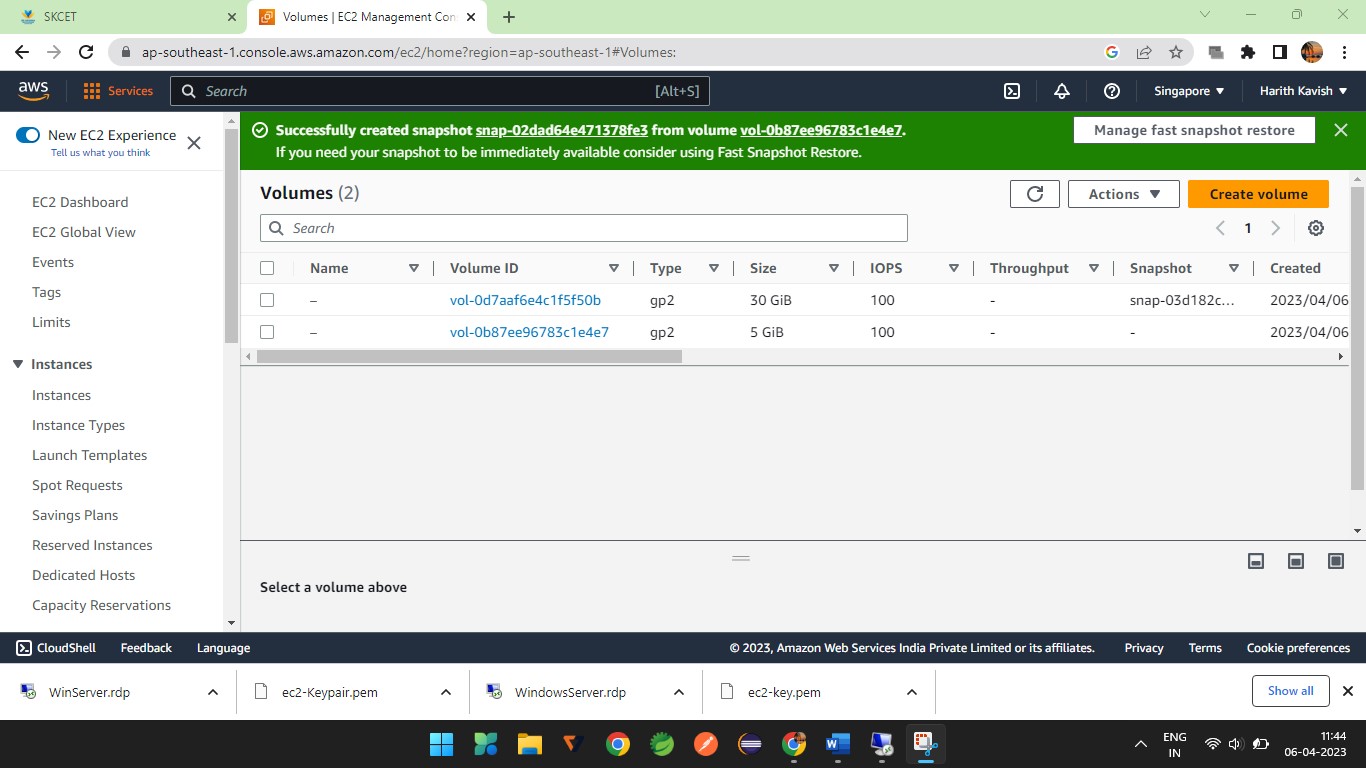 SKCET
Volumes | EC2 Management Con
ap-southeast-1.console.aws.amazon.com/ec2/home?region=ap-southeast-1#Volumes:
aws
Services
Search
[Alt+S]
Singapore
Harith Kavish
New EC2 Experience
Tell us what you think
Successfully created snapshot snap-02dad64e471378fe3 from volume vol-0b87ee96783c1e4e7.
If you need your snapshot to be immediately available consider using Fast Snapshot Restore.
Manage fast snapshot restore
EC2 Dashboard
EC2 Global View
Events
Tags
Limits
Instances
Instances
Instance Types
Launch Templates
Spot Requests
Savings Plans
Reserved Instances
Dedicated Hosts
Capacity Reservations
Volumes (2)
Actions
Create volume
Search
1
Name Volume ID Type Size IOPS Throughput Snapshot Created
– vol-0d7aaf6e4c1f5f50b gp2 30 GiB 100 - snap-03d182c... 2023/04/06
– vol-0b87ee96783c1e4e7 gp2 5 GiB 100 - - 2023/04/06
Select a volume above
CloudShell Feedback Language
© 2023, Amazon Web Services India Private Limited or its affiliates. Privacy Terms Cookie preferences
WinServer.rdp
ec2-Keypair.pem
WindowsServer.rdp
ec2-key.pem
Show all
ENG
IN
11:44
06-04-2023